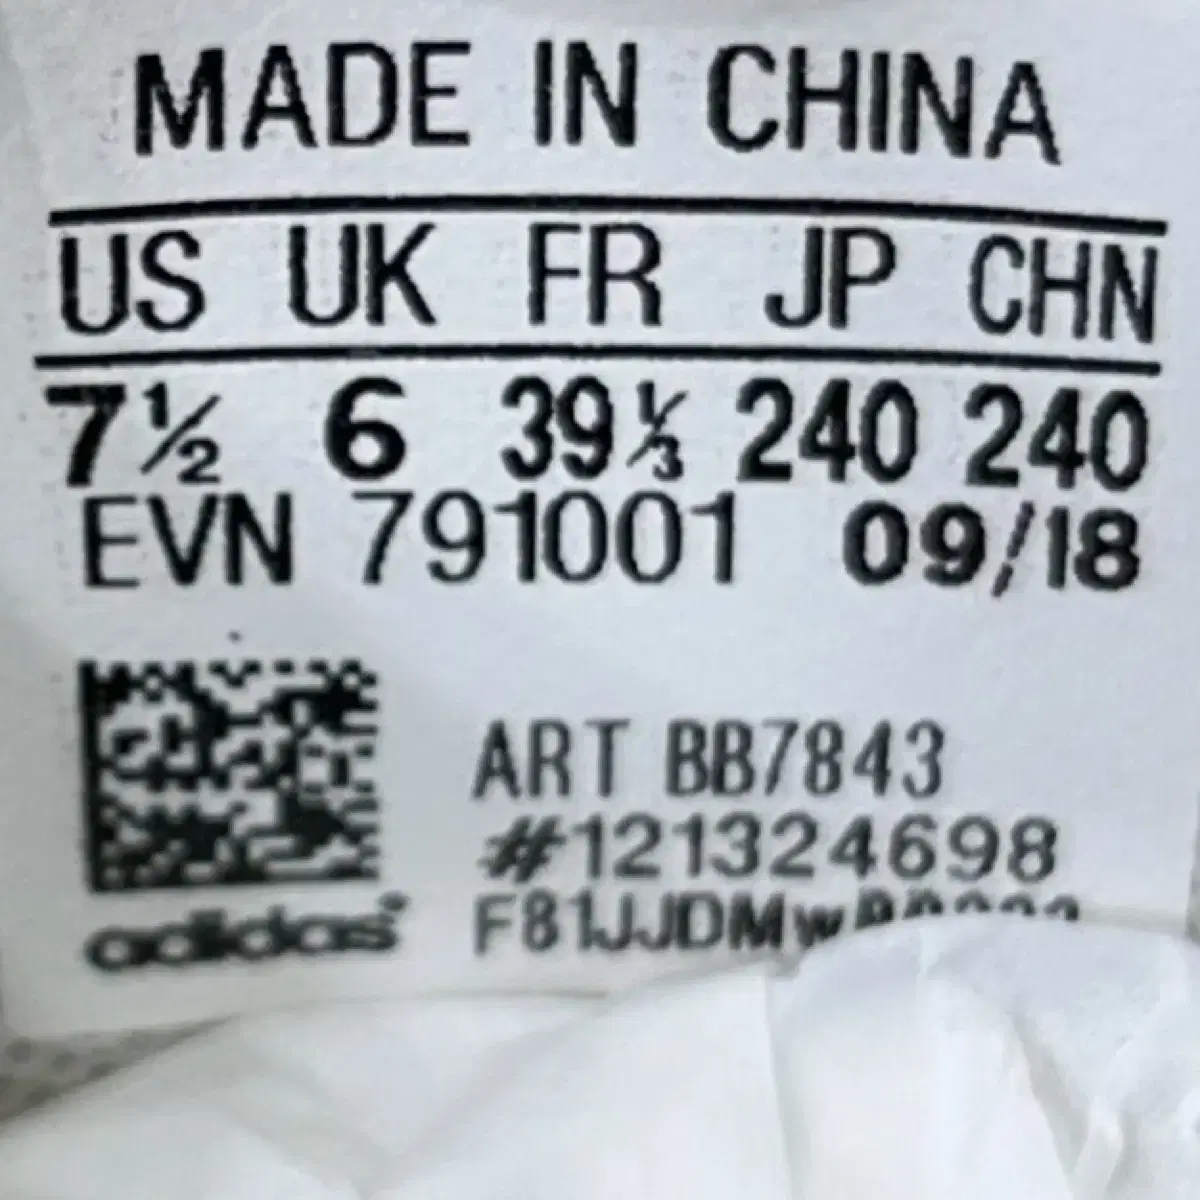 MADE IN CHINA
US UK FR JP CHN
7½ 6 39⅓ 240 240
EVN 791001 09/18
ART BB7843
#121324698
adidas